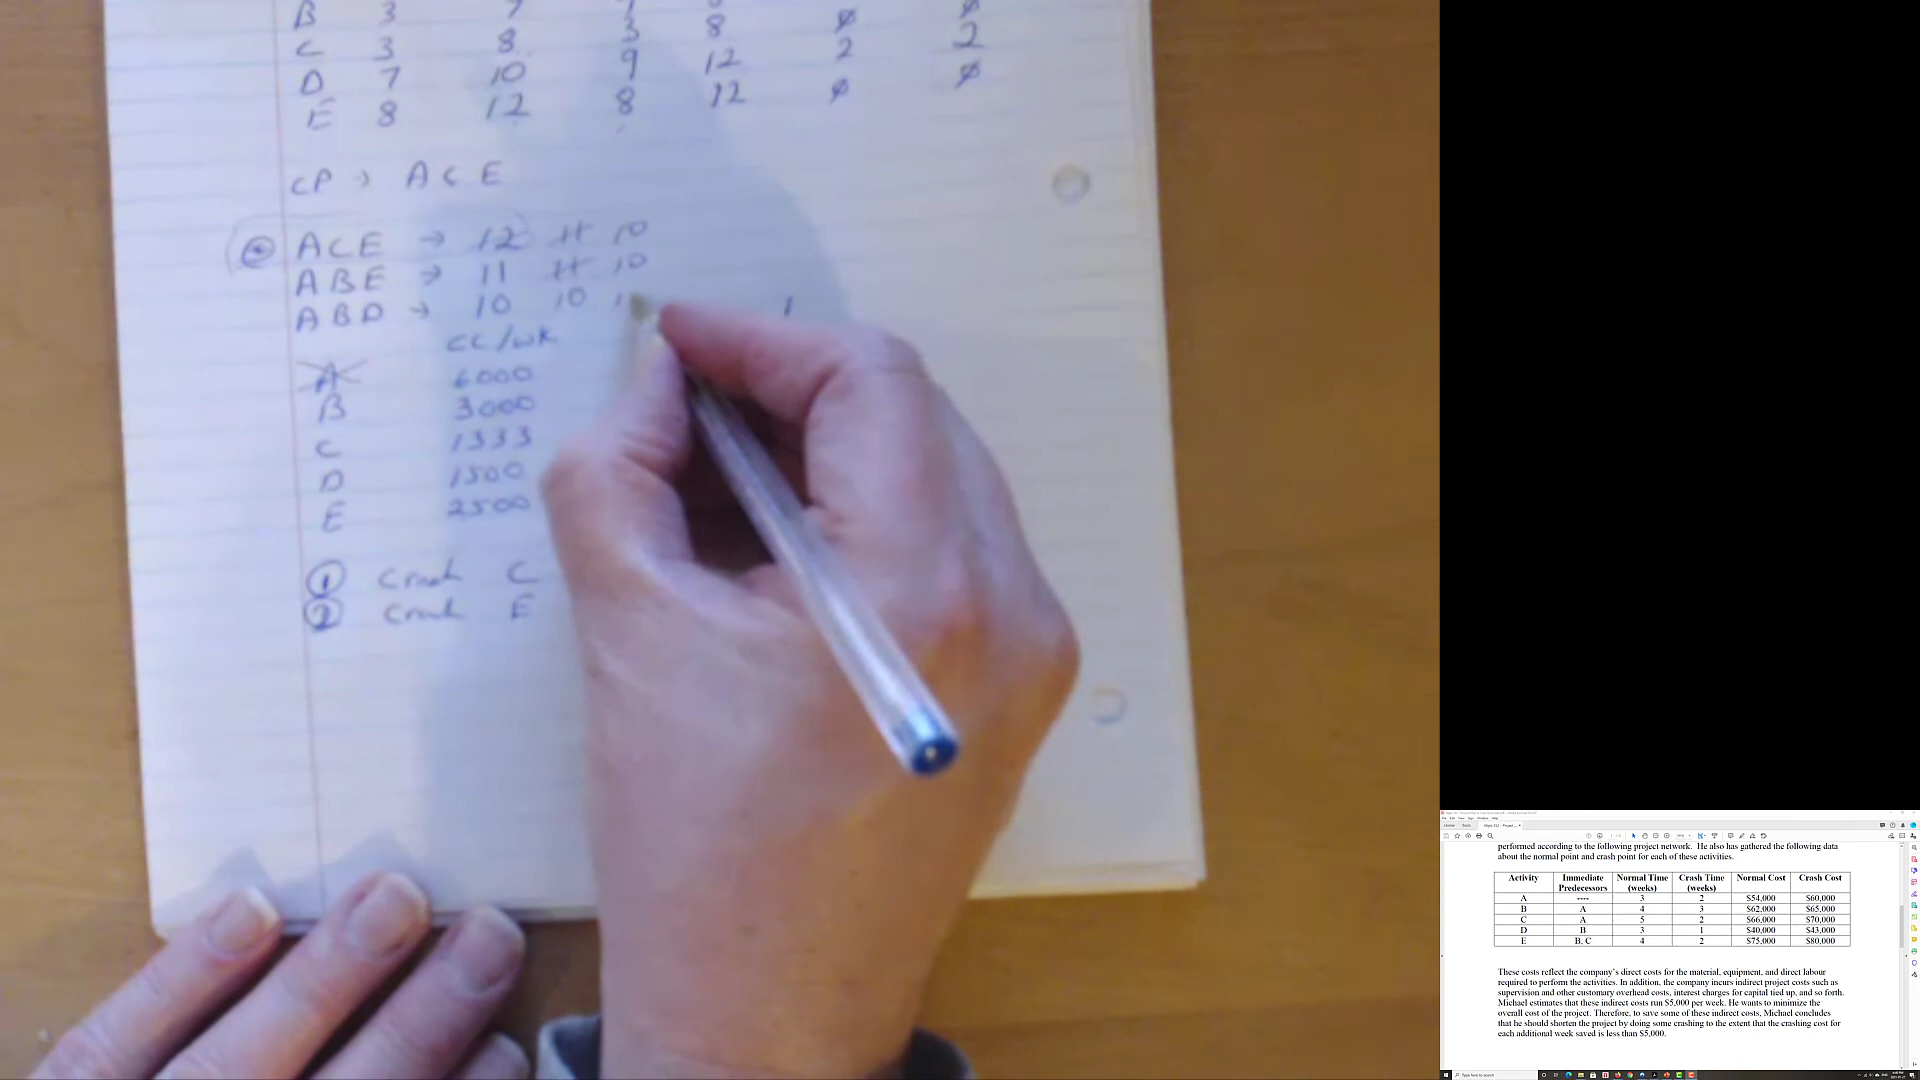 B 3 7
C 3 8 3 8 ϕ ϕ
D 7 10 9 12 2 2
E 8 12 8 12 ϕ ϕ
CP → A C E
ACE → 12 11 10
ABE → 11 11 10
ABD → 10 10
CC/wk
A 6000
B 3000
C 1333
D 1500
E 2500
① Crash C
② Crash E
performed according to the following project network. He also has gathered the following data
about the normal point and crash point for each of these activities.
Activity Immediate Predecessors Normal Time (weeks) Crash Time (weeks) Normal Cost Crash Cost
A ---- 3 2 $54,000 $60,000
B A 4 3 $62,000 $65,000
C A 5 2 $66,000 $70,000
D B 3 1 $40,000 $43,000
E B, C 4 2 $75,000 $80,000
These costs reflect the company's direct costs for the material, equipment, and direct labour
required to perform the activities. In addition, the company incurs indirect project costs such as
supervision and other customary overhead costs, interest charges for capital tied up, and so forth.
Michael estimates that these indirect costs run $5,000 per week. He wants to minimize the
overall cost of the project. Therefore, to save some of these indirect costs, Michael concludes
that he should shorten the project by doing some crashing to the extent that the crashing cost for
each additional week saved is less than $5,000.